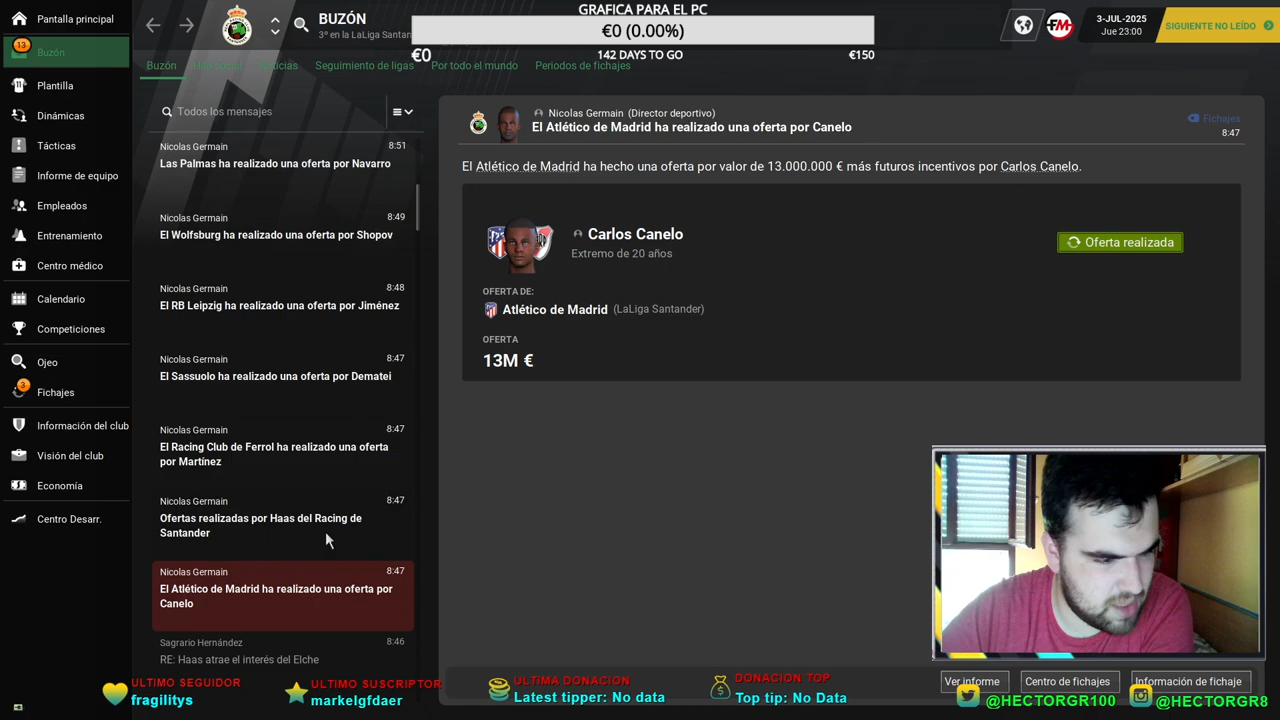 Pantalla principal
13
Buzón
Plantilla
Dinámicas
Tácticas
Informe de equipo
Empleados
Entrenamiento
Centro médico
Calendario
Competiciones
Ojeo
3
Fichajes
Información del club
Visión del club
Economía
Centro Desarr.
BUZÓN
3º en la LaLiga Santan
GRAFICA PARA EL PC
€0 (0.00%)
€0
142 DAYS TO GO
€150
3-JUL-2025
Jue 23:00
SIGUIENTE NO LEÍDO
Buzón
Noticias
Seguimiento de ligas
Por todo el mundo
Periodos de fichajes
Todos los mensajes
Nicolas Germain
8:51
Las Palmas ha realizado una oferta por Navarro
Nicolas Germain
8:49
El Wolfsburg ha realizado una oferta por Shopov
Nicolas Germain
8:48
El RB Leipzig ha realizado una oferta por Jiménez
Nicolas Germain
8:47
El Sassuolo ha realizado una oferta por Dematei
Nicolas Germain
8:47
El Racing Club de Ferrol ha realizado una oferta
por Martínez
Nicolas Germain
8:47
Ofertas realizadas por Haas del Racing de
Santander
Nicolas Germain
8:47
El Atlético de Madrid ha realizado una oferta por
Canelo
Sagrario Hernández
8:46
RE: Haas atrae el interés del Elche
Nicolas Germain (Director deportivo)
El Atlético de Madrid ha realizado una oferta por Canelo
Fichajes
8:47
El Atlético de Madrid ha hecho una oferta por valor de 13.000.000 € más futuros incentivos por Carlos Canelo.
Carlos Canelo
Extremo de 20 años
Oferta realizada
OFERTA DE:
Atlético de Madrid (LaLiga Santander)
OFERTA
13M €
Ver informe
Centro de fichajes
Información de fichaje
ULTIMO SEGUIDOR
fragilitys
ULTIMO SUSCRIPTOR
markelgfdaer
ULTIMA DONACION
Latest tipper: No data
DONACION TOP
Top tip: No Data
@HECTORGR100
@HECTORGR8